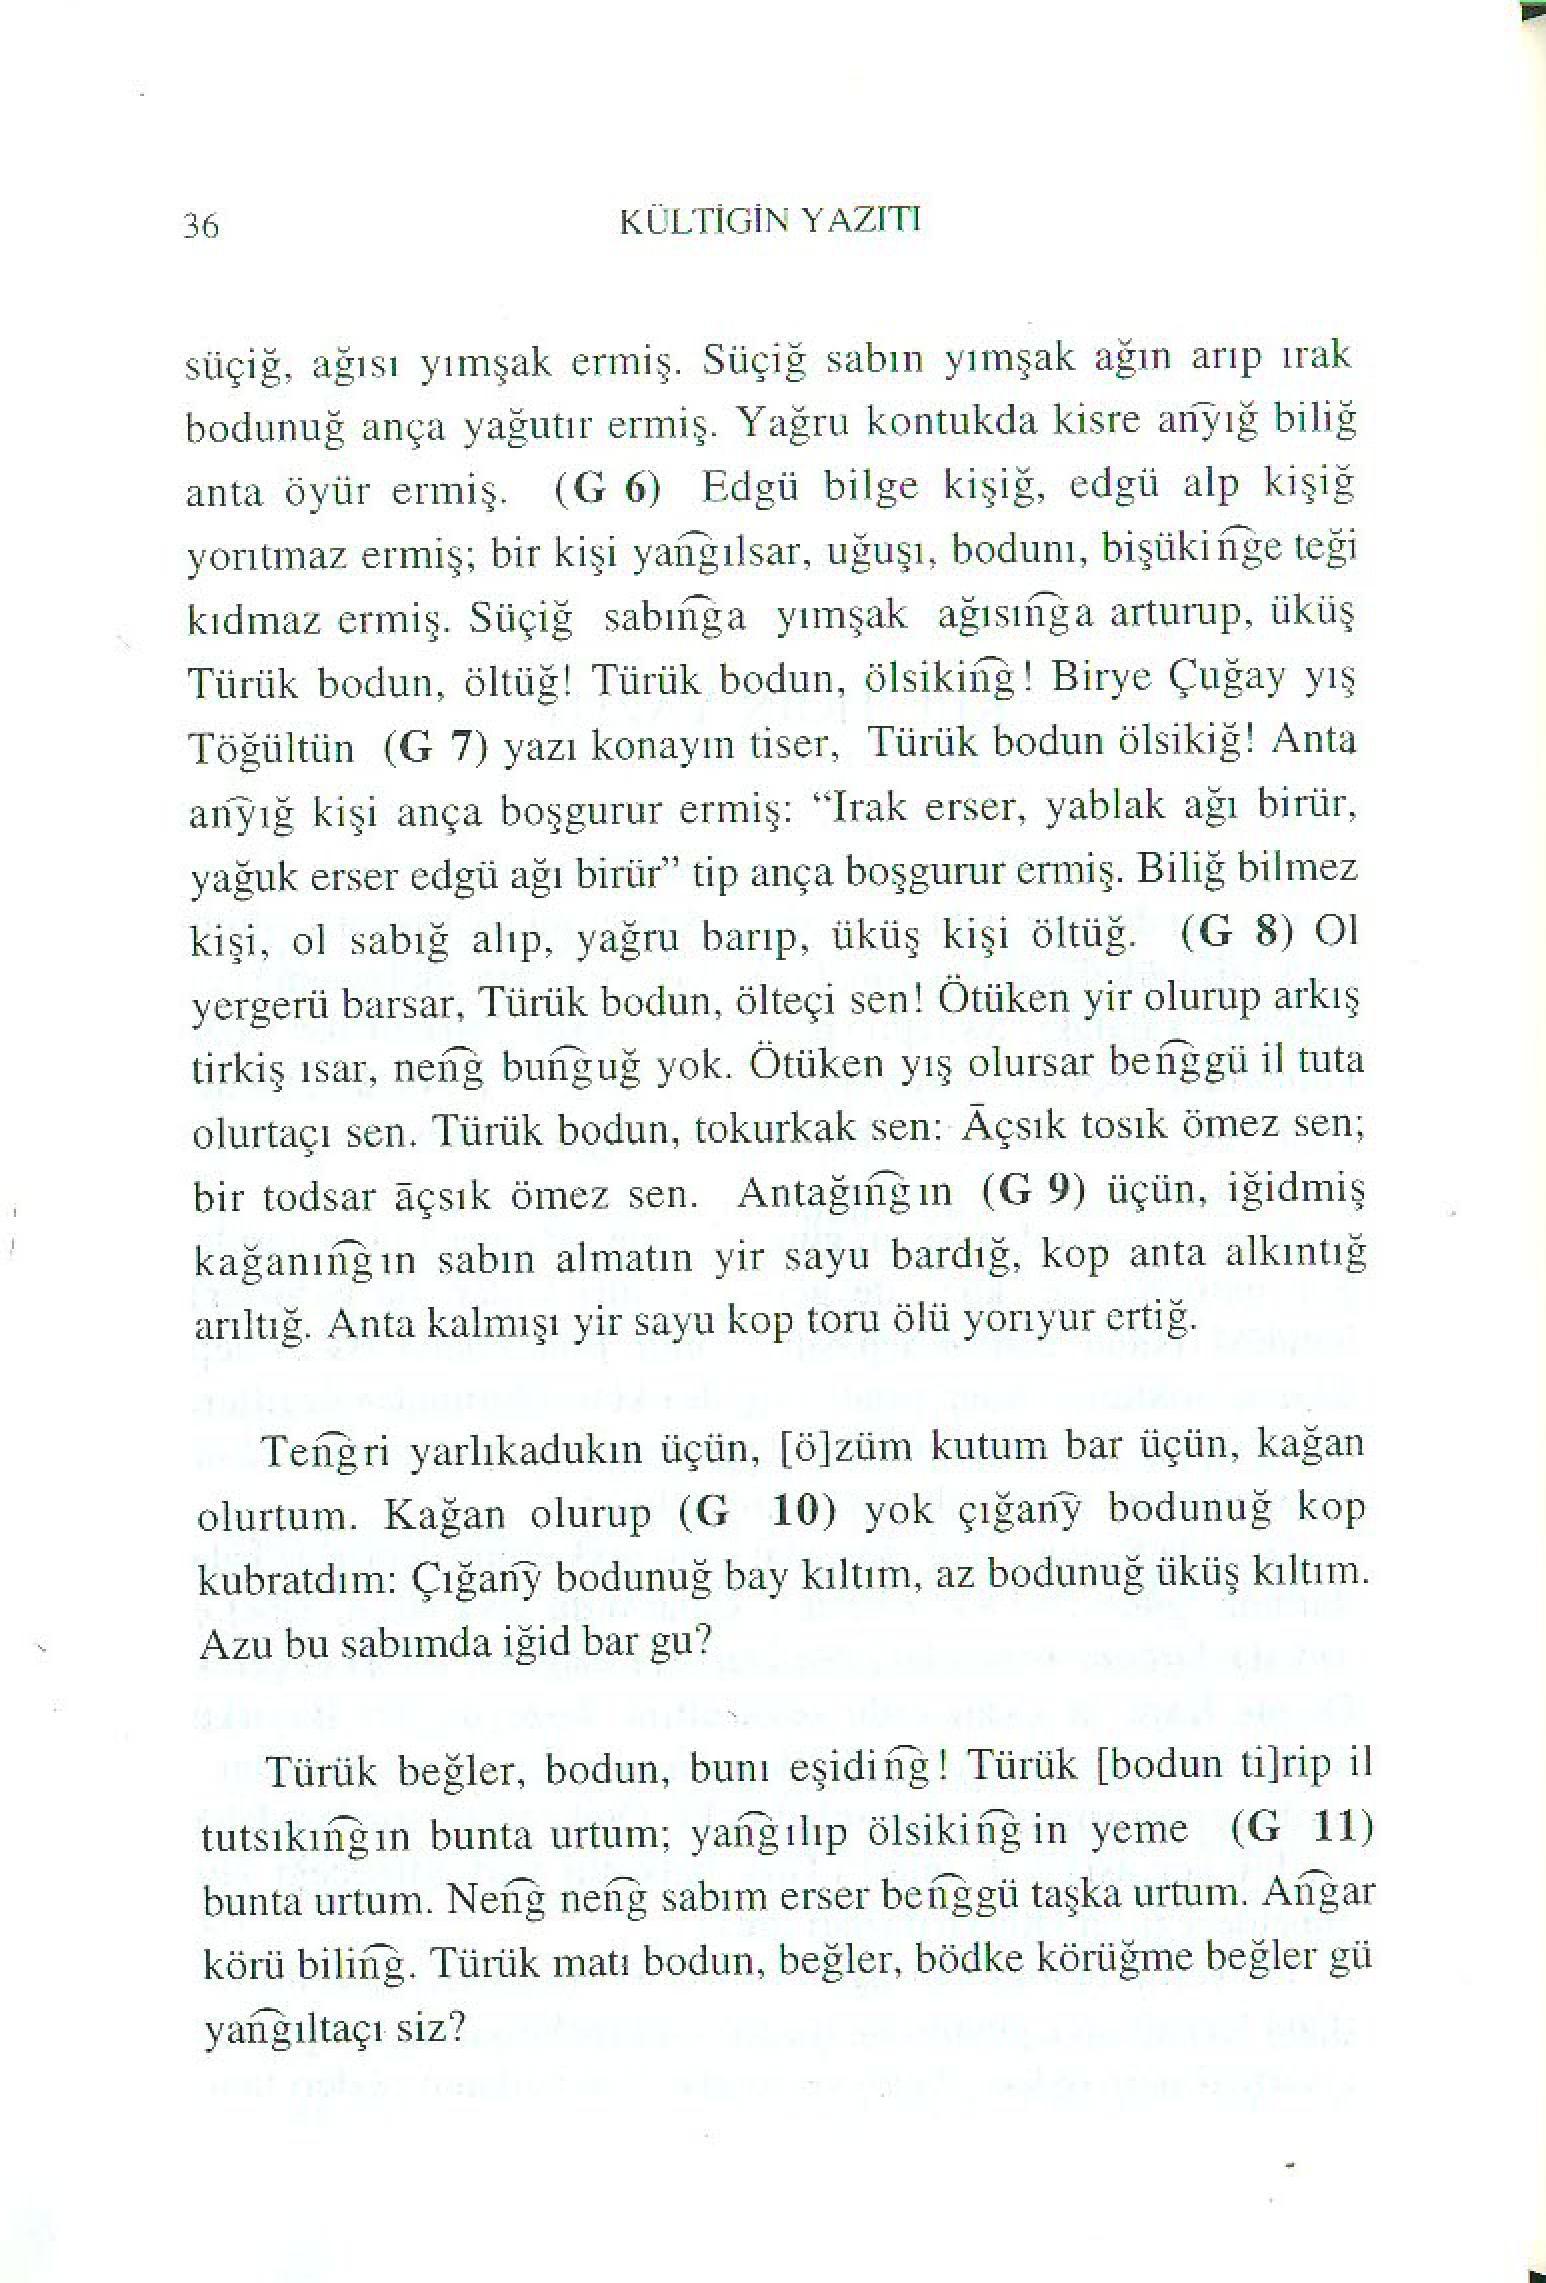 36
KÜLTİGİN YAZITI
süçiğ, ağısı yımşak ermiş. Süçiğ sabın yımşak ağın arıp ırak
bodunuğ ança yağutır ermiş. Yağru kontukda kisre an͡yığ biliğ
anta öyür ermiş. (G 6) Edgü bilge kişiğ, edgü alp kişiğ
yorıtmaz ermiş; bir kişi yan͡gılsar, uğuşı, bodunı, bişükin͡ge teği
kıdmaz ermiş. Süçiğ sabın͡ga yımşak ağısın͡ga arturup, üküş
Türük bodun, öltüğ! Türük bodun, ölsikin͡g! Birye Çuğay yış
Töğültün (G 7) yazı konayın tiser, Türük bodun ölsikiğ! Anta
an͡yığ kişi ança boşgurur ermiş: “Irak erser, yablak ağı birür,
yağuk erser edgü ağı birür” tip ança boşgurur ermiş. Biliğ bilmez
kişi, ol sabığ alıp, yağru barıp, üküş kişi öltüğ. (G 8) Ol
yergerü barsar, Türük bodun, ölteçi sen! Ötüken yir olurup arkış
tirkiş ısar, nen͡g bun͡guğ yok. Ötüken yış olursar ben͡ggü il tuta
olurtaçı sen. Türük bodun, tokurkak sen: Āçsık tosık ömez sen;
bir todsar āçsık ömez sen. Antağın͡gın (G 9) üçün, iğidmiş
kağanın͡gın sabın almatın yir sayu bardığ, kop anta alkıntığ
arıltığ. Anta kalmışı yir sayu kop toru ölü yorıyur ertiğ.
Ten͡gri yarlıkadukın üçün, [ö]züm kutum bar üçün, kağan
olurtum. Kağan olurup (G 10) yok çığan͡y bodunuğ kop
kubratdım: Çığan͡y bodunuğ bay kıltım, az bodunuğ üküş kıltım.
Azu bu sabımda iğid bar gu?
Türük beğler, bodun, bunı eşidin͡g! Türük [bodun ti]rip il
tutsıkın͡gın bunta urtum; yan͡gılıp ölsikin͡gin yeme (G 11)
bunta urtum. Nen͡g nen͡g sabım erser ben͡ggü taşka urtum. An͡gar
körü bilin͡g. Türük matı bodun, beğler, bödke körüğme beğler gü
yan͡gıltaçı siz?